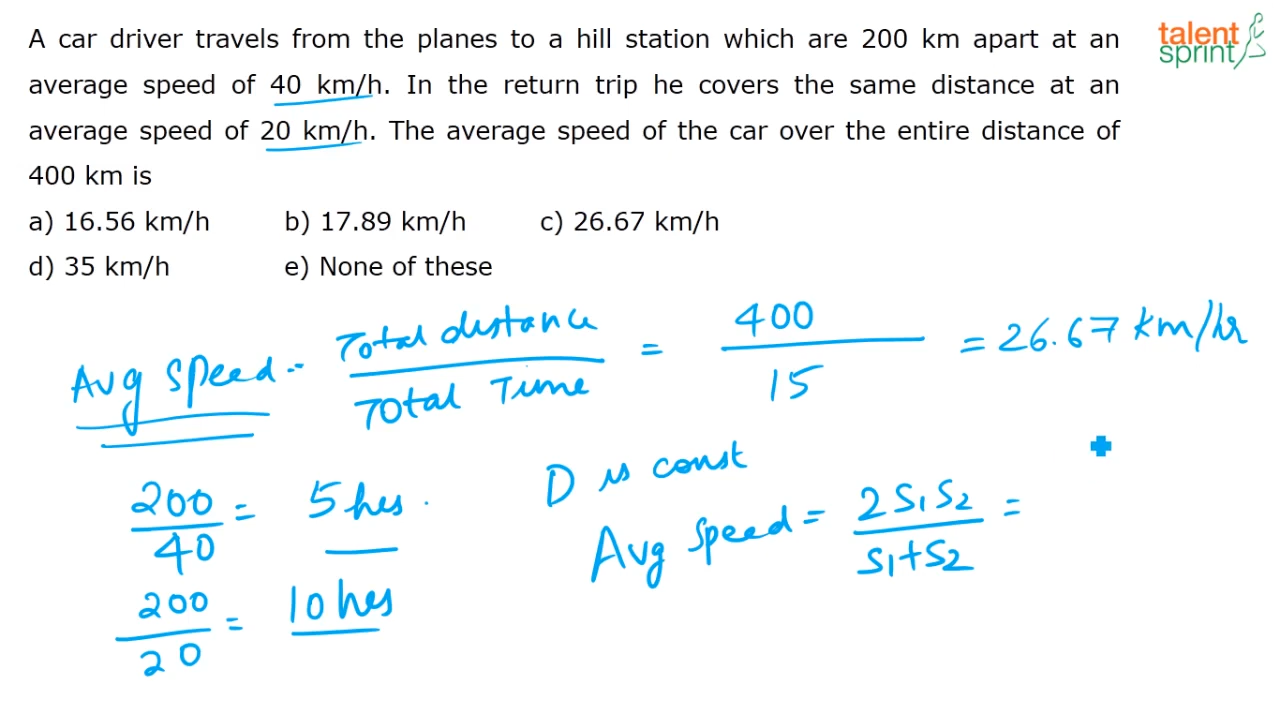 A car driver travels from the planes to a hill station which are 200 km apart at an
average speed of 40 km/h. In the return trip he covers the same distance at an
average speed of 20 km/h. The average speed of the car over the entire distance of
400 km is
a) 16.56 km/h b) 17.89 km/h c) 26.67 km/h
d) 35 km/h e) None of these
talent
sprint
Avg Speed = Total distance / Total Time = 400 / 15 = 26.67 km/hr
200 / 40 = 5 hrs.
200 / 20 = 10 hrs
D is const
Avg Speed = 2 S1 S2 / S1+S2 =